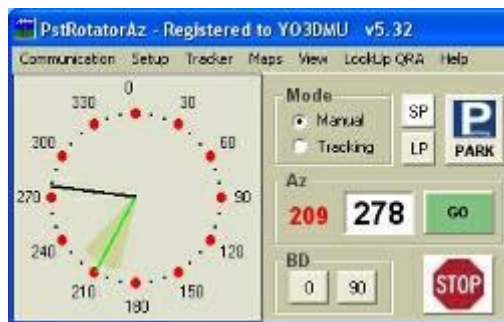 PstRotatorAz - Registered to YO3DMU v5.32
Communication Setup Tracker Maps View LookUp QRA Help
0
330 30
300 60
270 90
240 120
210 150
180
Mode
Manual
Tracking
SP
LP
P
PARK
Az
209 278 GO
BD
0 90
STOP